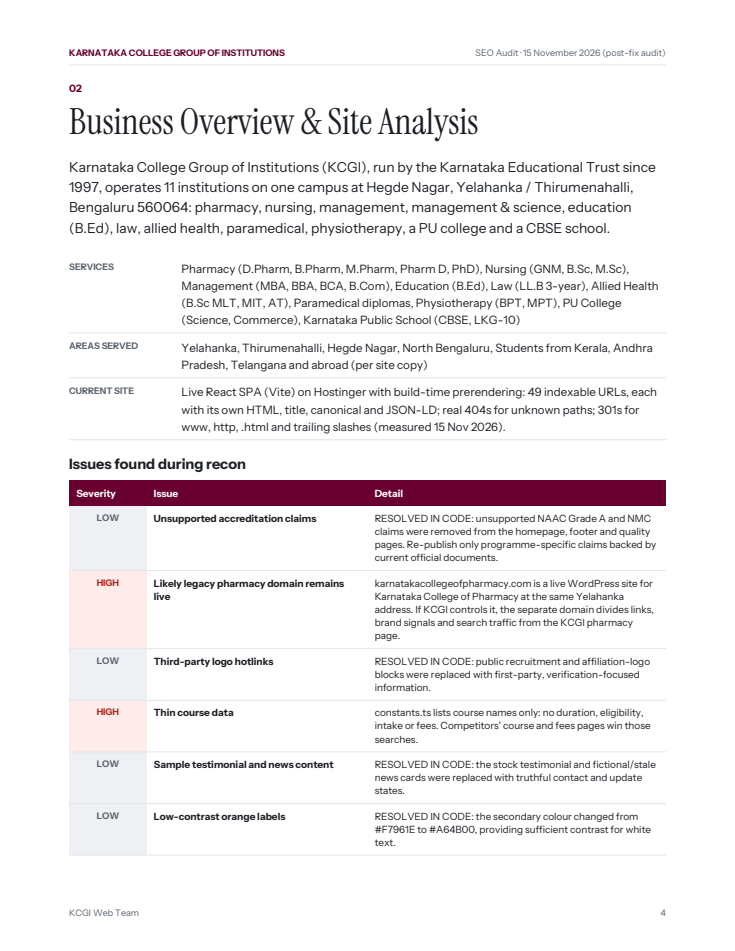 KARNATAKA COLLEGE GROUP OF INSTITUTIONS
SEO Audit · 15 November 2026 (post-fix audit)
02
Business Overview & Site Analysis
Karnataka College Group of Institutions (KCGI), run by the Karnataka Educational Trust since
1997, operates 11 institutions on one campus at Hegde Nagar, Yelahanka / Thirumenahalli,
Bengaluru 560064: pharmacy, nursing, management, management & science, education
(B.Ed), law, allied health, paramedical, physiotherapy, a PU college and a CBSE school.
SERVICES
Pharmacy (D.Pharm, B.Pharm, M.Pharm, Pharm D, PhD), Nursing (GNM, B.Sc, M.Sc),
Management (MBA, BBA, BCA, B.Com), Education (B.Ed), Law (LL.B 3-year), Allied Health
(B.Sc MLT, MIT, AT), Paramedical diplomas, Physiotherapy (BPT, MPT), PU College
(Science, Commerce), Karnataka Public School (CBSE, LKG-10)
AREAS SERVED
Yelahanka, Thirumenahalli, Hegde Nagar, North Bengaluru, Students from Kerala, Andhra
Pradesh, Telangana and abroad (per site copy)
CURRENT SITE
Live React SPA (Vite) on Hostinger with build-time prerendering: 49 indexable URLs, each
with its own HTML, title, canonical and JSON-LD; real 404s for unknown paths; 301s for
www, http, .html and trailing slashes (measured 15 Nov 2026).
Issues found during recon
Severity Issue Detail
LOW Unsupported accreditation claims RESOLVED IN CODE: unsupported NAAC Grade A and NMC
claims were removed from the homepage, footer and quality
pages. Re-publish only programme-specific claims backed by
current official documents.
HIGH Likely legacy pharmacy domain remains karnatakacollegeofpharmacy.com is a live WordPress site for
live Karnataka College of Pharmacy at the same Yelahanka
address. If KCGI controls it, the separate domain divides links,
brand signals and search traffic from the KCGI pharmacy
page.
LOW Third-party logo hotlinks RESOLVED IN CODE: public recruitment and affiliation-logo
blocks were replaced with first-party, verification-focused
information.
HIGH Thin course data constants.ts lists course names only: no duration, eligibility,
intake or fees. Competitors' course and fees pages win those
searches.
LOW Sample testimonial and news content RESOLVED IN CODE: the stock testimonial and fictional/stale
news cards were replaced with truthful contact and update
states.
LOW Low-contrast orange labels RESOLVED IN CODE: the secondary colour changed from
#F7961E to #A64B00, providing sufficient contrast for white
text.
KCGI Web Team
4